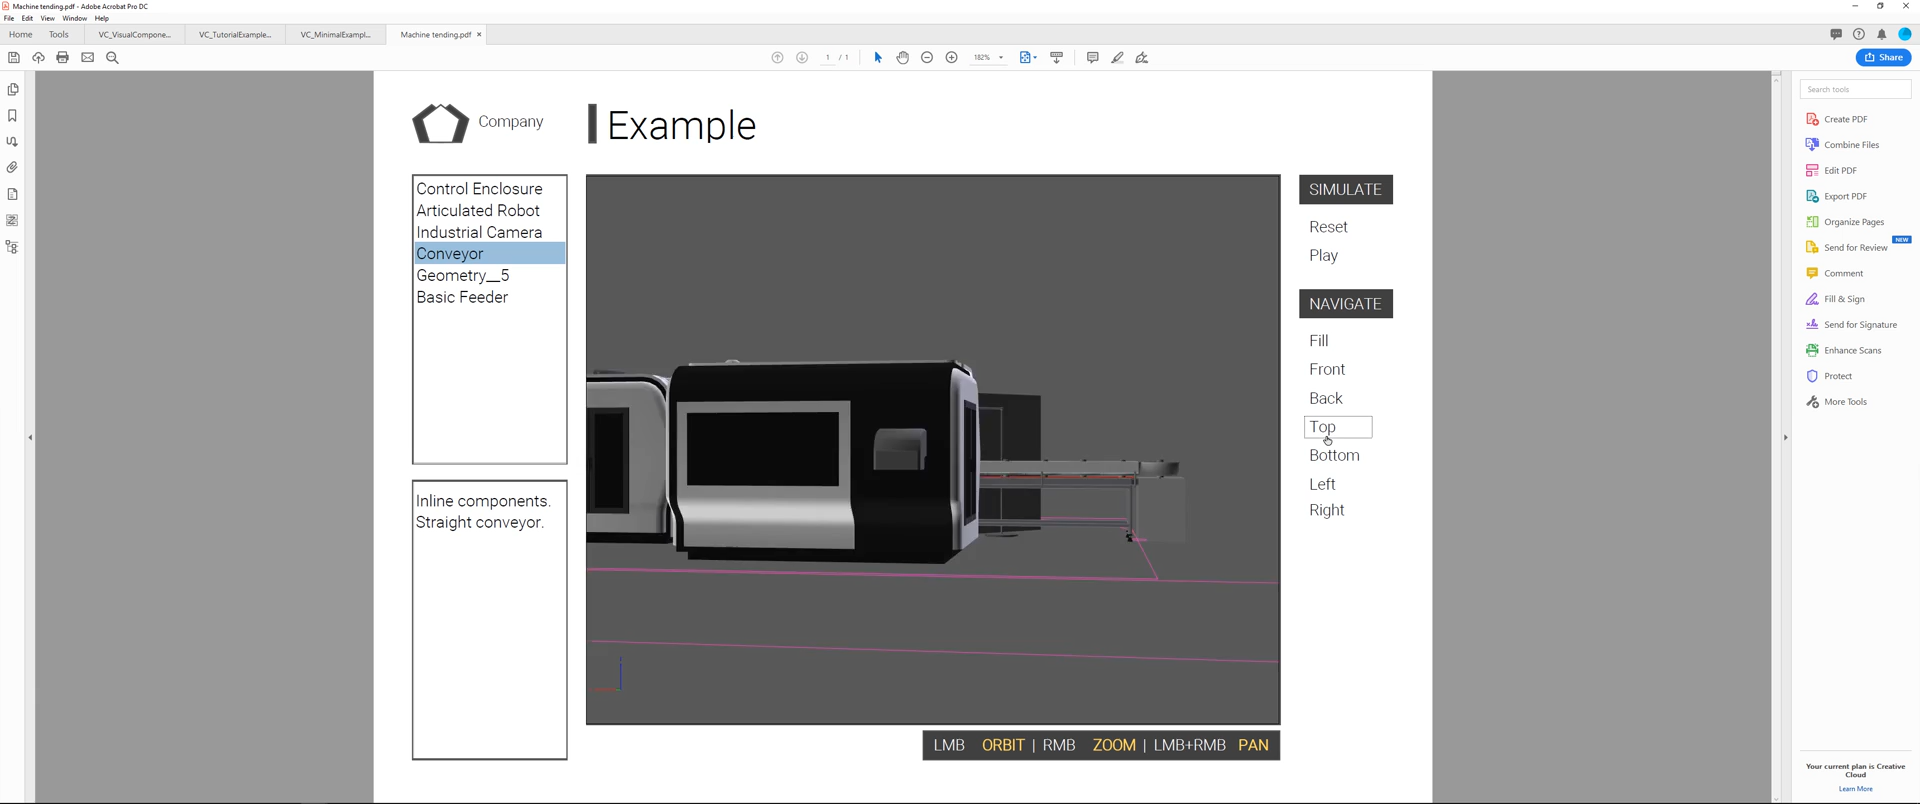 Machine tending.pdf - Adobe Acrobat Pro DC
File Edit View Window Help
Home Tools VC_VisualCompone... VC_TutorialExample... VC_MinimalExampl... Machine tending.pdf ×
1 / 1 182% Share
Company
Example
Search tools
Create PDF
Combine Files
Edit PDF
Export PDF
Organize Pages
Send for Review NEW
Comment
Fill & Sign
Send for Signature
Enhance Scans
Protect
More Tools
Control Enclosure
Articulated Robot
Industrial Camera
Conveyor
Geometry__5
Basic Feeder
Inline components.
Straight conveyor.
SIMULATE
Reset
Play
NAVIGATE
Fill
Front
Back
Top
Bottom
Left
Right
LMB ORBIT | RMB ZOOM | LMB+RMB PAN
Your current plan is Creative
Cloud
Learn More